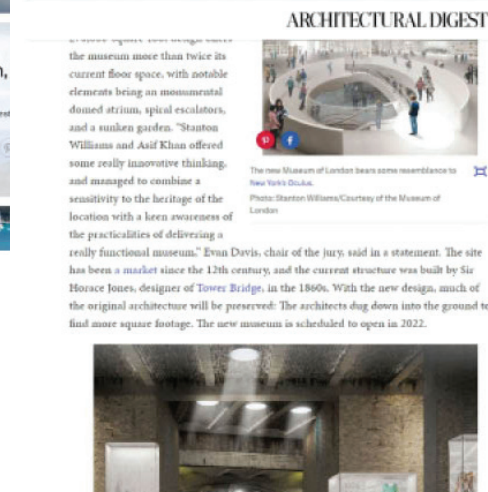 ARCHITECTURAL DIGEST
the museum more than twice its
current floor space, with notable
elements being an monumental
domed atrium, spiral escalators,
and a sunken garden. "Stanton
Williams and Asif Khan offered
some really innovative thinking,
and managed to combine a
sensitivity to the heritage of the
location with a keen awareness of
the practicalities of delivering a
really functional museum," Evan Davis, chair of the jury, said in a statement. The site
has been a market since the 12th century, and the current structure was built by Sir
Horace Jones, designer of Tower Bridge, in the 1860s. With the new design, much of
the original architecture will be preserved: The architects dug down into the ground to
find more square footage. The new museum is scheduled to open in 2022.
The new Museum of London bears some resemblance to
New York's Oculus.
Photo: Stanton Williams/Courtesy of the Museum of
London